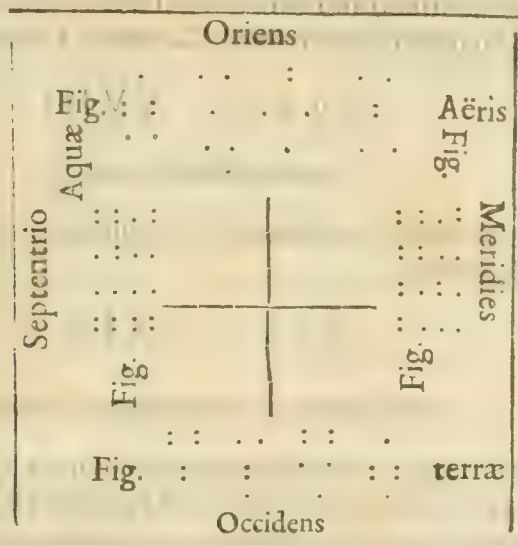 Oriens
Fig. Aëris
Aquæ
Fig.
Septentrio
Meridies
Fig.
Fig
Fig. terræ
Occidens